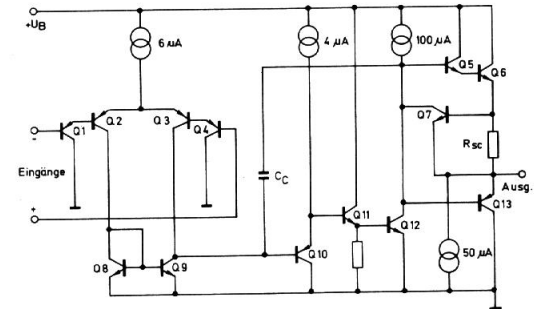 +UB
6 µA
4 µA
100 µA
Q5
Q6
Q1
Q2
Q3
Q4
Q7
-
Eingänge
+
RSC
Ausg.
CC
Q11
Q12
Q13
Q8
Q9
Q10
50 µA